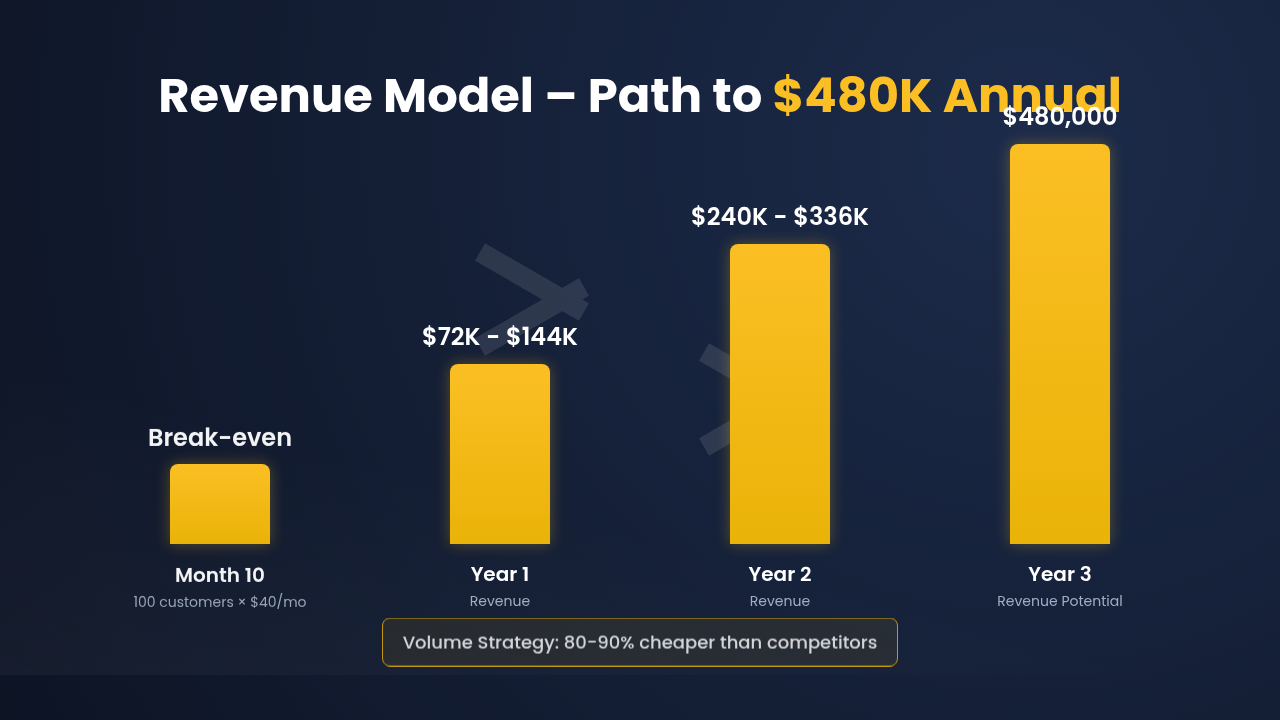 Revenue Model – Path to $480K Annual
$480,000
$240K - $336K
$72K - $144K
Break-even
Month 10
100 customers × $40/mo
Year 1
Revenue
Year 2
Revenue
Year 3
Revenue Potential
Volume Strategy: 80-90% cheaper than competitors